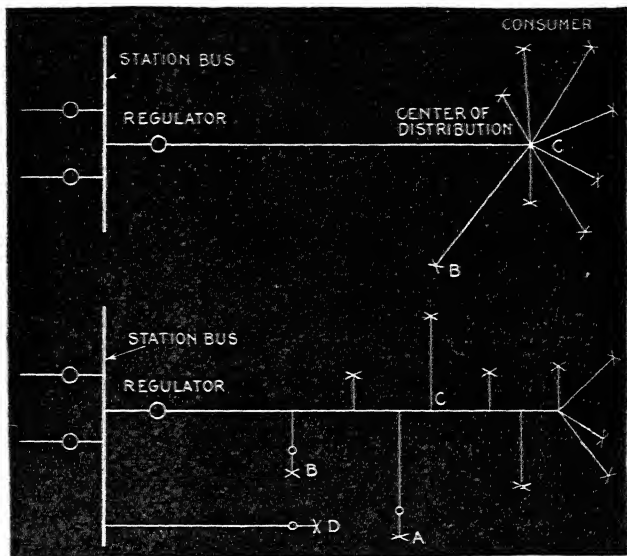 CONSUMER
STATION BUS
REGULATOR
CENTER OF
DISTRIBUTION
C
B
STATION BUS
REGULATOR
C
B
D
A